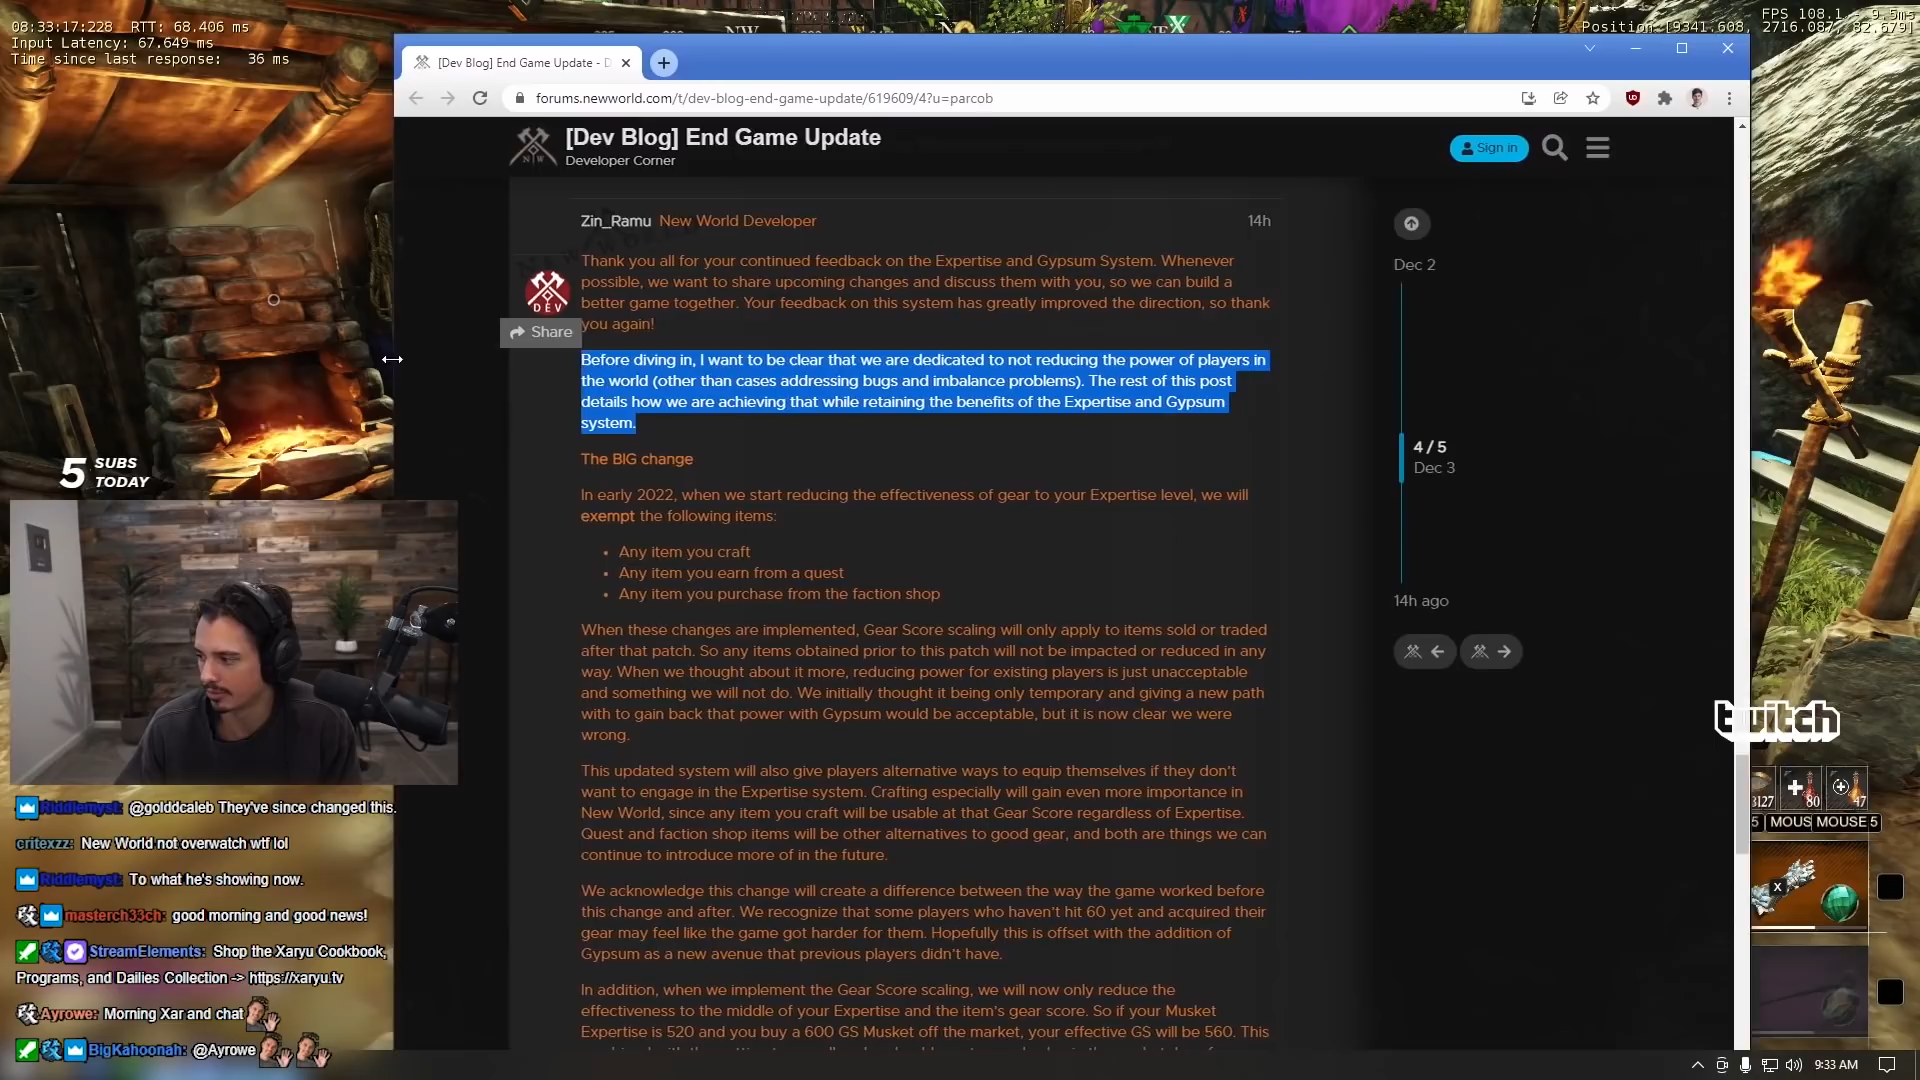 08:33:17:228 RTT: 68.406 ms
Input Latency: 67.649 ms
Time since last response: 36 ms
FPS 108.1 - 9.5ms
Position:[9341.608, 2716.087, 82.679]
[Dev Blog] End Game Update - D
forums.newworld.com/t/dev-blog-end-game-update/619609/4?u=parcob
[Dev Blog] End Game Update
Developer Corner
Sign in
Zin_Ramu New World Developer
14h
DEV
Share
Thank you all for your continued feedback on the Expertise and Gypsum System. Whenever
possible, we want to share upcoming changes and discuss them with you, so we can build a
better game together. Your feedback on this system has greatly improved the direction, so thank
you again!
Before diving in, I want to be clear that we are dedicated to not reducing the power of players in
the world (other than cases addressing bugs and imbalance problems). The rest of this post
details how we are achieving that while retaining the benefits of the Expertise and Gypsum
system.
The BIG change
In early 2022, when we start reducing the effectiveness of gear to your Expertise level, we will
exempt the following items:
• Any item you craft
• Any item you earn from a quest
• Any item you purchase from the faction shop
When these changes are implemented, Gear Score scaling will only apply to items sold or traded
after that patch. So any items obtained prior to this patch will not be impacted or reduced in any
way. When we thought about it more, reducing power for existing players is just unacceptable
and something we will not do. We initially thought it being only temporary and giving a new path
with to gain back that power with Gypsum would be acceptable, but it is now clear we were
wrong.
This updated system will also give players alternative ways to equip themselves if they don't
want to engage in the Expertise system. Crafting especially will gain even more importance in
New World, since any item you craft will be usable at that Gear Score regardless of Expertise.
Quest and faction shop items will be other alternatives to good gear, and both are things we can
continue to introduce more of in the future.
We acknowledge this change will create a difference between the way the game worked before
this change and after. We recognize that some players who haven't hit 60 yet and acquired their
gear may feel like the game got harder for them. Hopefully this is offset with the addition of
Gypsum as a new avenue that previous players didn't have.
In addition, when we implement the Gear Score scaling, we will now only reduce the
effectiveness to the middle of your Expertise and the item's gear score. So if your Musket
Expertise is 520 and you buy a 600 GS Musket off the market, your effective GS will be 560. This
Dec 2
4 / 5
Dec 3
14h ago
5 SUBS
TODAY
Riddlemyst: @golddcaleb They've since changed this.
critexzz: New World not overwatch wtf lol
Riddlemyst: To what he's showing now.
masterch33ch: good morning and good news!
StreamElements: Shop the Xaryu Cookbook,
Programs, and Dailies Collection -> https://xaryu.tv
Ayrowe: Morning Xar and chat
BigKahoonah: @Ayrowe
twitch
3127
80
47
5
MOUS
MOUSE 5
X
9:33 AM